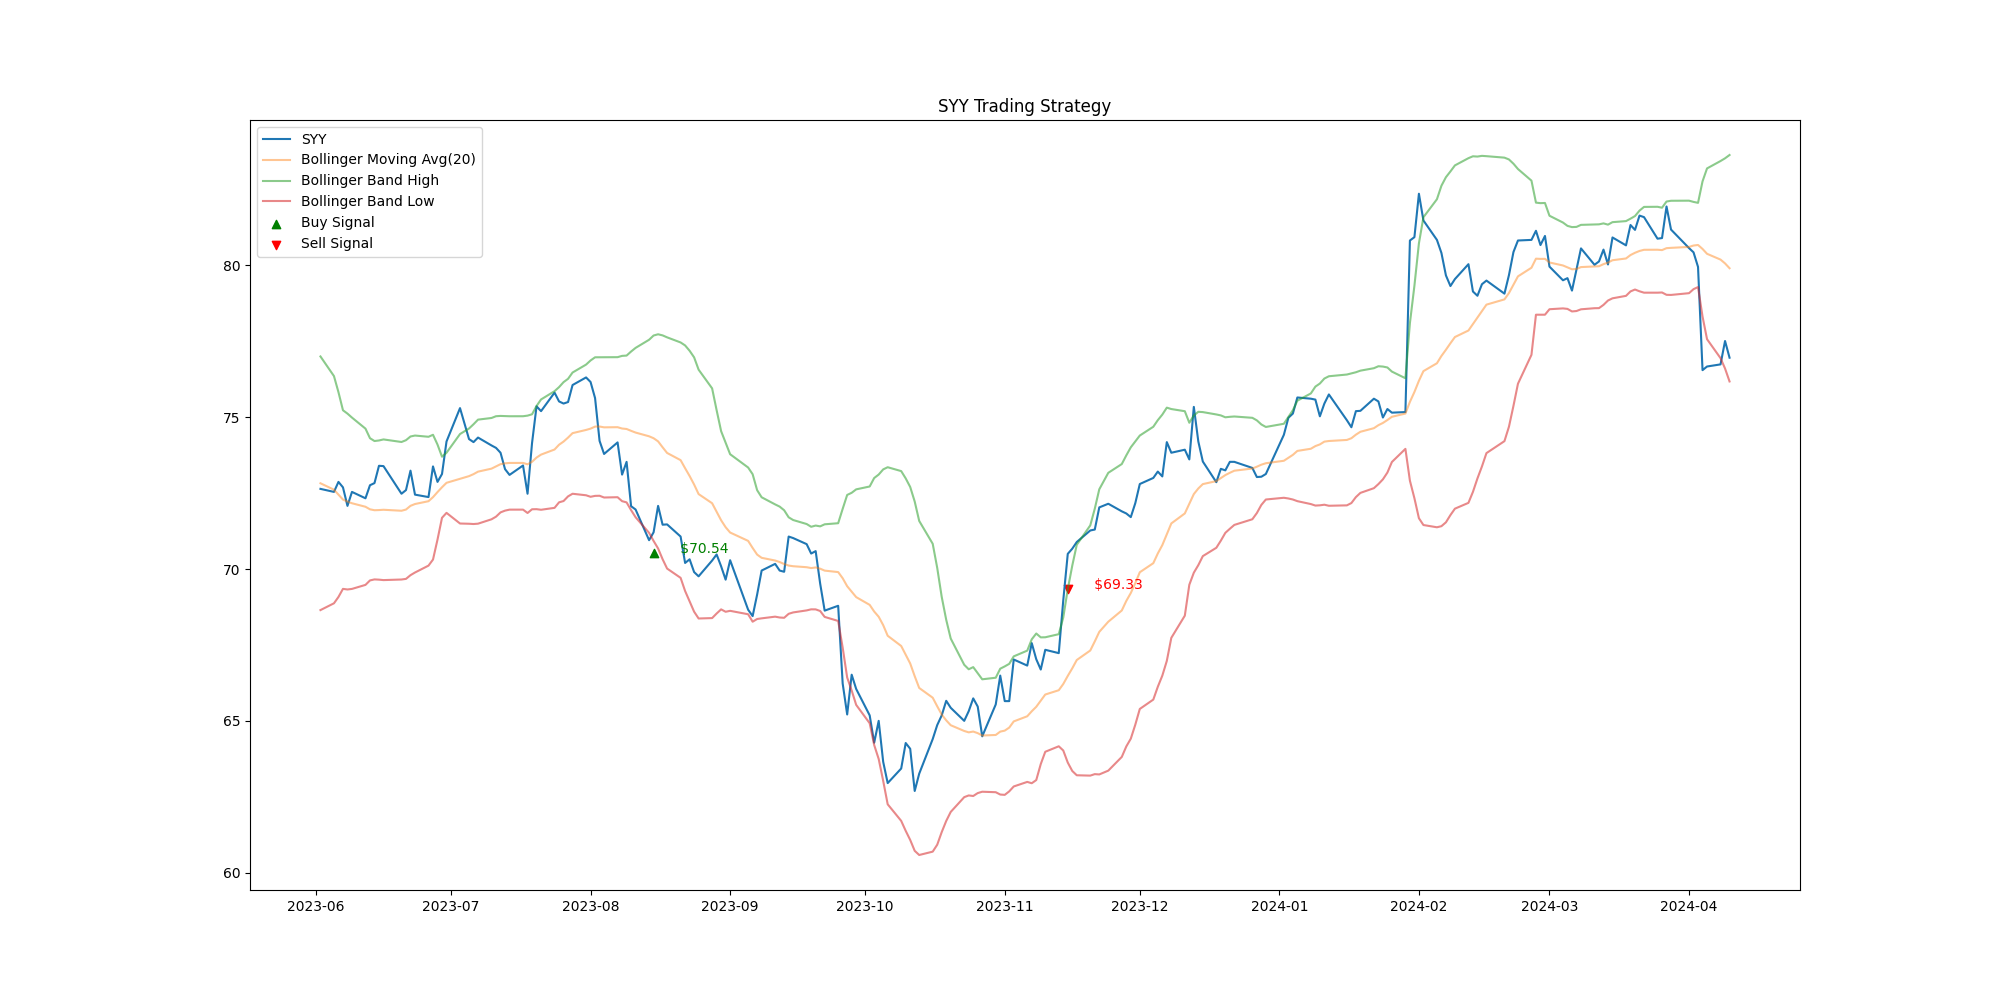 SYY Trading Strategy
SYY
Bollinger Moving Avg(20)
Bollinger Band High
Bollinger Band Low
Buy Signal
Sell Signal
80
75
70
65
60
$70.54
$69.33
2023-06 2023-07 2023-08 2023-09 2023-10 2023-11 2023-12 2024-01 2024-02 2024-03 2024-04